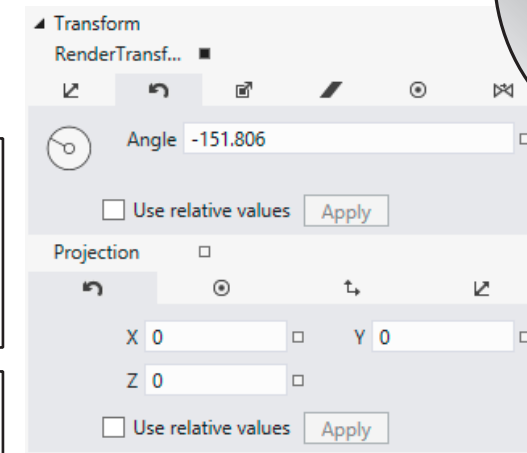 Transform
RenderTransf...
Angle -151.806
Use relative values Apply
Projection
X 0 Y 0
Z 0
Use relative values Apply